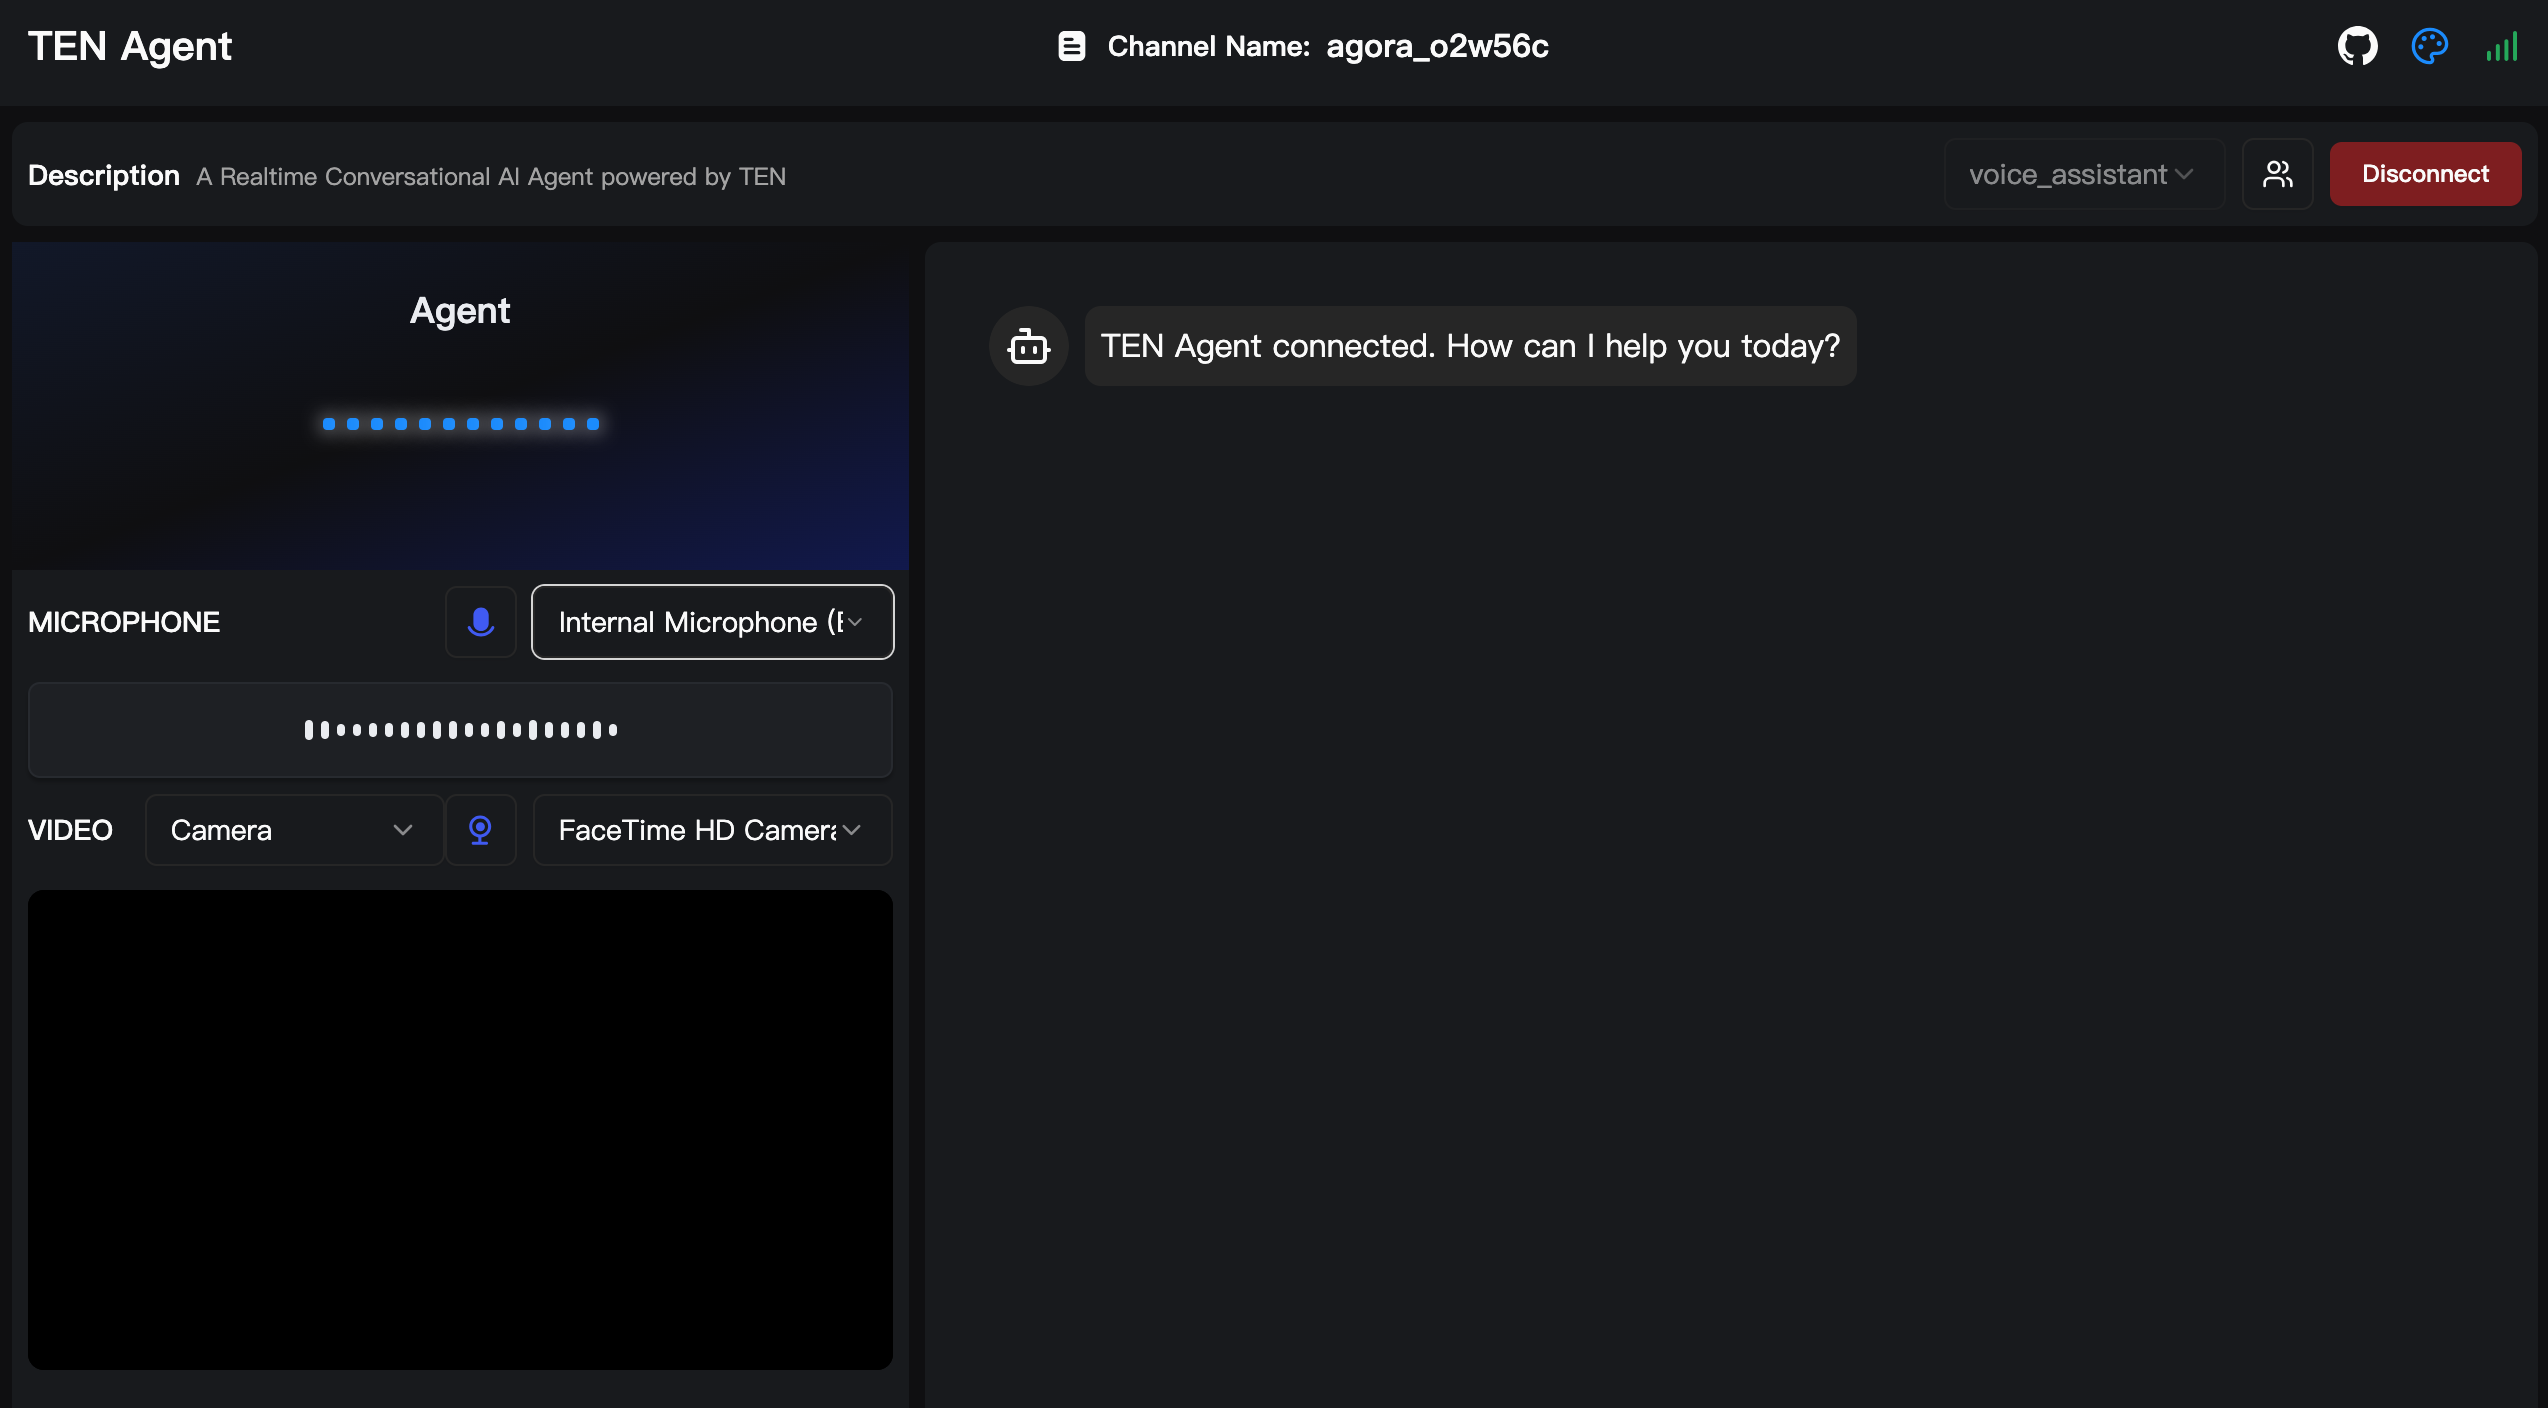 TEN Agent
Channel Name: agora_o2w56c
Description A Realtime Conversational AI Agent powered by TEN
voice_assistant
Disconnect
Agent
TEN Agent connected. How can I help you today?
MICROPHONE
Internal Microphone (
VIDEO
Camera
FaceTime HD Camera